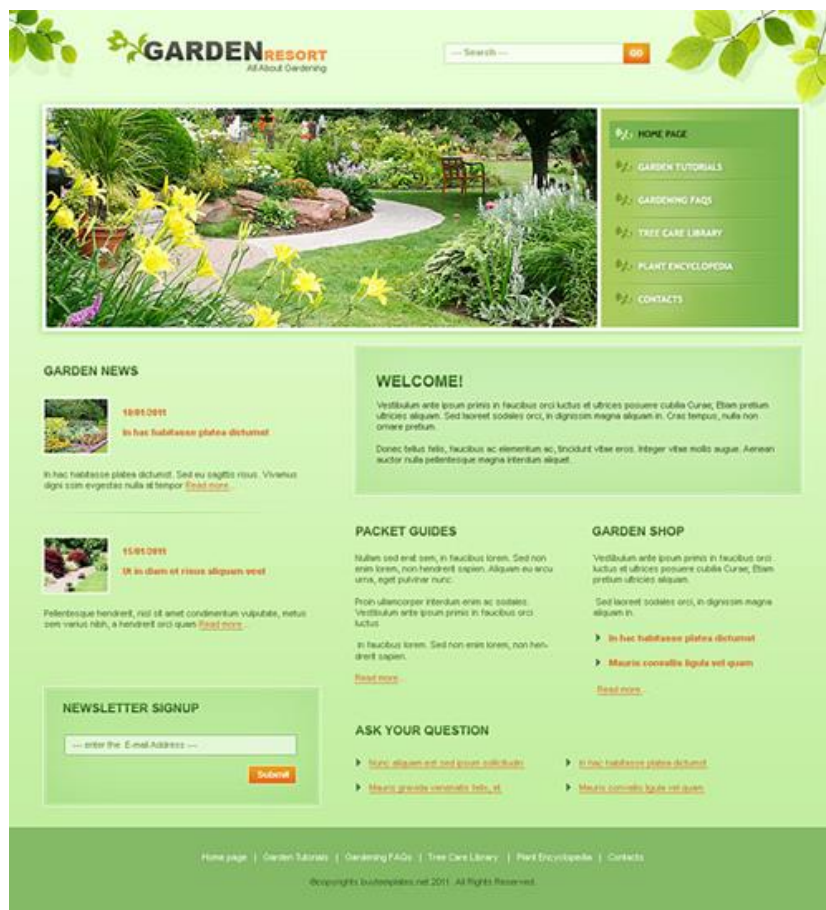 GARDEN RESORT
All About Gardening
--- Search ---
GO
HOME PAGE
GARDEN TUTORIALS
GARDENING FAQS
TREE CARE LIBRARY
PLANT ENCYCLOPEDIA
CONTACTS
GARDEN NEWS
10/01/2011
In hac habitasse platea dictumst
In hac habitasse platea dictumst. Sed eu sagittis risus. Vivamus
digni ssim evgestas nulla at tempor Read more...
15/01/2011
Ut in diam et risus aliquam vest
Pellentesque hendrerit, nisl sit amet condimentum vulputate, metus
sem varius nibh, a hendrerit orci quam Read more...
NEWSLETTER SIGNUP
--- enter the E-mail Address ---
Submit
WELCOME!
Vestibulum ante ipsum primis in faucibus orci luctus et ultrices posuere cubilia Curae; Etiam pretium
ultricies aliquam. Sed laoreet sodales orci, in dignissim magna aliquam in. Cras tempus, nulla non
ornare pretium.
Donec tellus felis, faucibus ac elementum ac, tincidunt vitae eros. Integer vitae mollis augue. Aenean
auctor nulla pellentesque magna interdum aliquet.
PACKET GUIDES
Nullam sed erat sem, in faucibus lorem. Sed non
enim lorem, non hendrerit sapien. Aliquam eu arcu
urna, eget pulvinar nunc.
Proin ullamcorper interdum enim ac sodales.
Vestibulum ante ipsum primis in faucibus orci
luctus
in faucibus lorem. Sed non enim lorem, non hen-
drerit sapien.
Read more...
GARDEN SHOP
Vestibulum ante ipsum primis in faucibus orci
luctus et ultrices posuere cubilia Curae; Etiam
pretium ultricies aliquam.
Sed laoreet sodales orci, in dignissim magna
aliquam in.
In hac habitasse platea dictumst
Mauris convallis ligula vel quam
Read more...
ASK YOUR QUESTION
Nunc aliquam est sed ipsum sollicitudin
In hac habitasse platea dictumst
Mauris gravida venenatis felis, et
Mauris convallis ligula vel quam
Home page | Garden Tutorials | Gardening FAQs | Tree Care Library | Plant Encyclopedia | Contacts
©copyrights buytemplates.net 2011. All Rights Reserved.